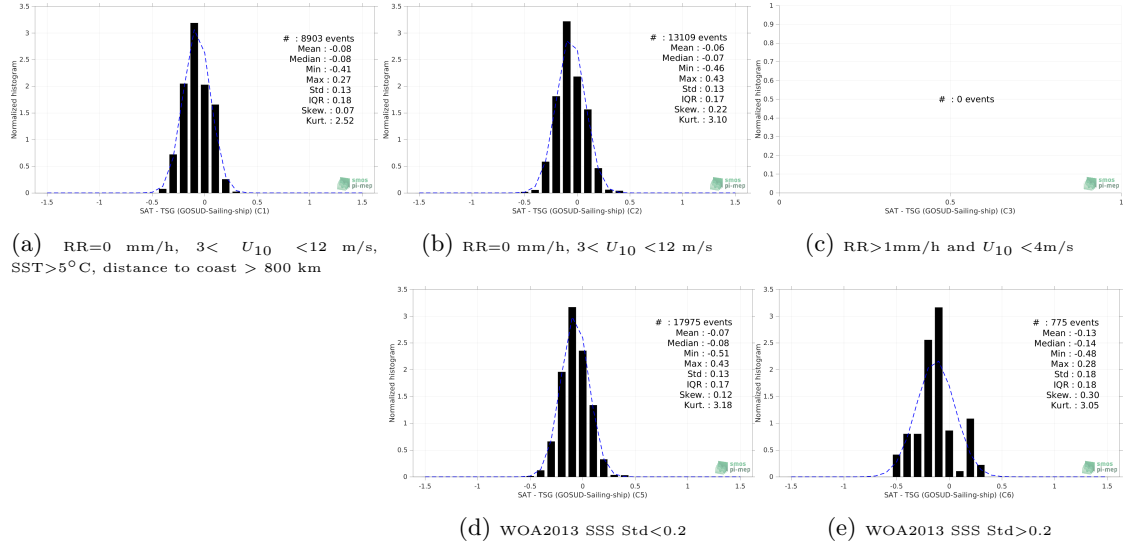 3.5
3
2.5
2
1.5
1
0.5
0
Normalized histogram
# : 8903 events
Mean : -0.08
Median : -0.08
Min : -0.41
Max : 0.27
Std : 0.13
IQR : 0.18
Skew. : 0.07
Kurt. : 2.52
smos
pi-mep
-1.5 -1 -0.5 0 0.5 1 1.5
SAT - TSG (GOSUD-Sailing-ship) (C1)
(a) RR=0 mm/h, 3< U10 <12 m/s,
SST>5°C, distance to coast > 800 km
3.5
3
2.5
2
1.5
1
0.5
0
Normalized histogram
# : 13109 events
Mean : -0.06
Median : -0.07
Min : -0.46
Max : 0.43
Std : 0.13
IQR : 0.17
Skew. : 0.22
Kurt. : 3.10
smos
pi-mep
-1.5 -1 -0.5 0 0.5 1 1.5
SAT - TSG (GOSUD-Sailing-ship) (C2)
(b) RR=0 mm/h, 3< U10 <12 m/s
1
0.9
0.8
0.7
0.6
0.5
0.4
0.3
0.2
0.1
0
Normalized histogram
# : 0 events
smos
pi-mep
0 0.5 1
SAT - TSG (GOSUD-Sailing-ship) (C3)
(c) RR>1mm/h and U10 <4m/s
3.5
3
2.5
2
1.5
1
0.5
0
Normalized histogram
# : 17975 events
Mean : -0.07
Median : -0.08
Min : -0.51
Max : 0.43
Std : 0.13
IQR : 0.17
Skew. : 0.12
Kurt. : 3.18
smos
pi-mep
-1.5 -1 -0.5 0 0.5 1 1.5
SAT - TSG (GOSUD-Sailing-ship) (C5)
(d) WOA2013 SSS Std<0.2
3.5
3
2.5
2
1.5
1
0.5
0
Normalized histogram
# : 775 events
Mean : -0.13
Median : -0.14
Min : -0.48
Max : 0.28
Std : 0.18
IQR : 0.18
Skew. : 0.30
Kurt. : 3.05
smos
pi-mep
-1.5 -1 -0.5 0 0.5 1 1.5
SAT - TSG (GOSUD-Sailing-ship) (C6)
(e) WOA2013 SSS Std>0.2